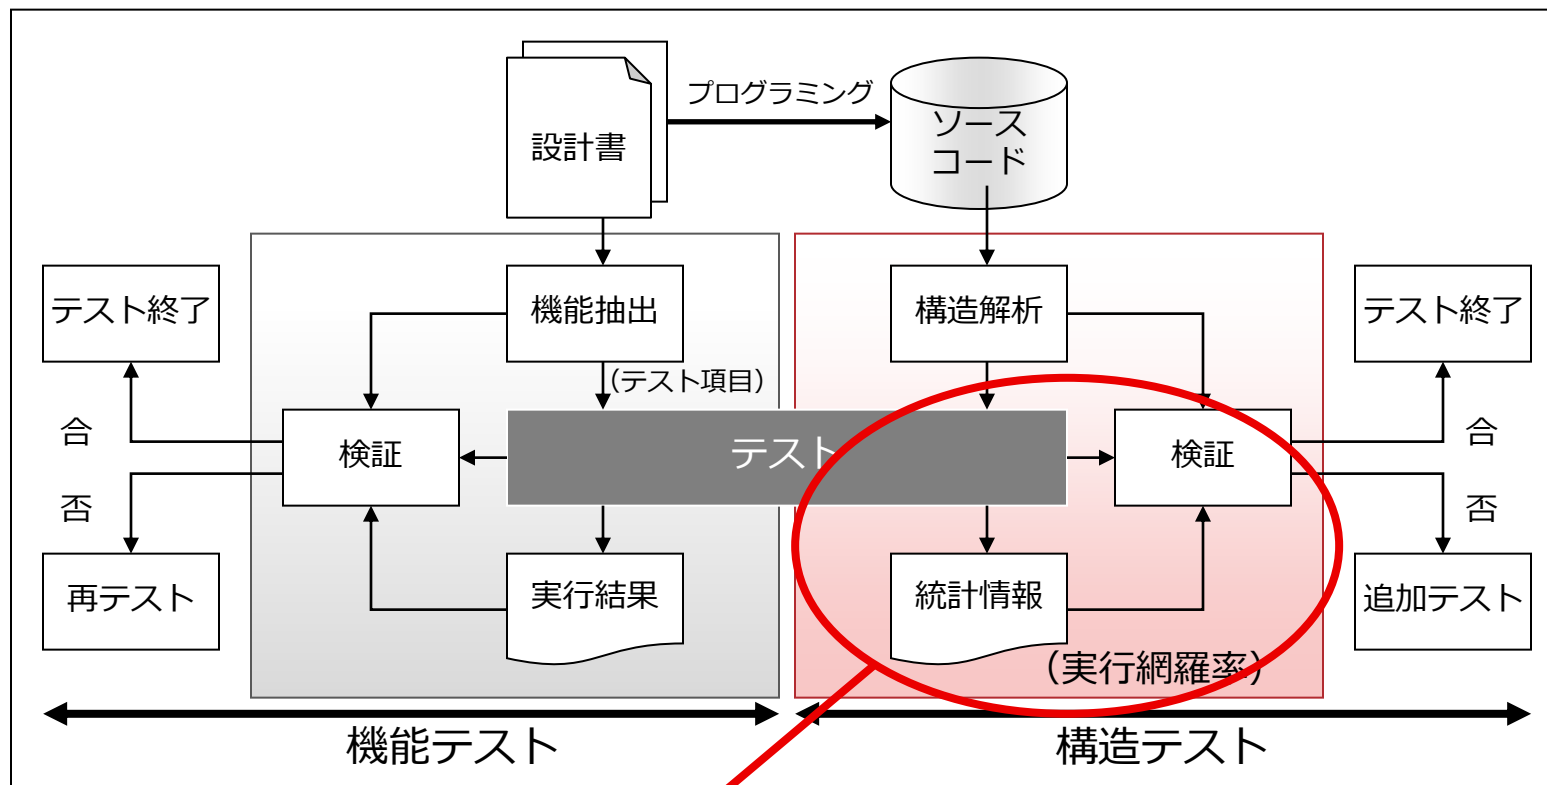 設計書
プログラミング
ソース
コード
テスト終了
機能抽出
構造解析
テスト終了
(テスト項目)
合
検証
テスト
検証
合
否
否
再テスト
実行結果
統計情報
追加テスト
(実行網羅率)
機能テスト
構造テスト